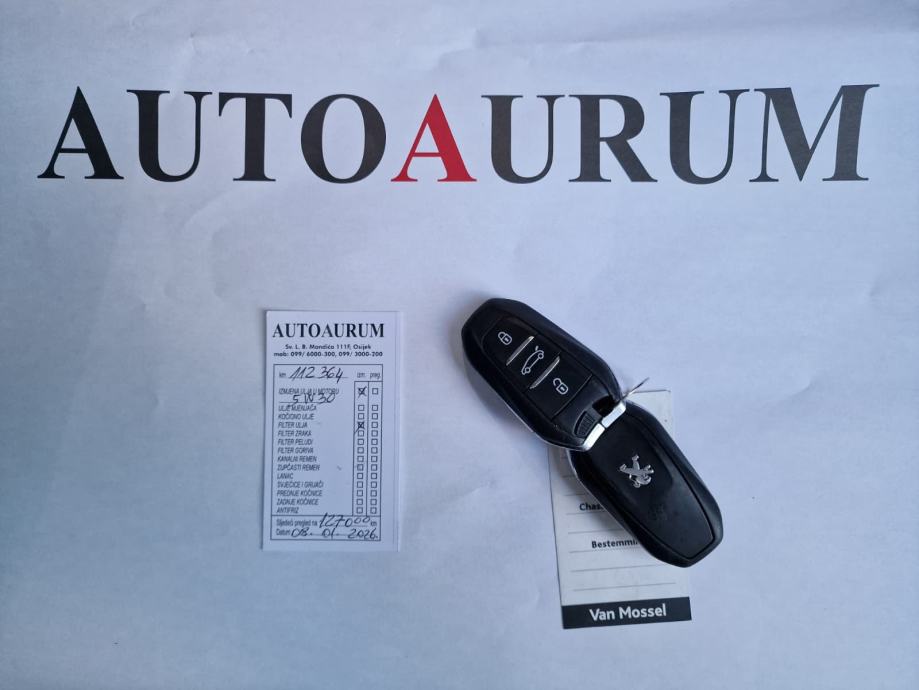 AUTOAURUM
AUTOAURUM
Sv. L. B. Mandića 111F, Osijek
mob: 099/ 6000-300, 099/ 3000-200
km 112 364 izm. preg.
IZMJENA ULJA U MOTORU
5W30
ULJE MJENJAČA
KOČIONO ULJE
FILTER ULJA
FILTER ZRAKA
FILTER PELUDI
FILTER GORIVA
KANALNI REMEN
ZUPČASTI REMEN
LANAC
SVJEĆICE I GRIJAČI
PREDNJE KOČNICE
ZADNJE KOČNICE
ANTIFRIZ
Sljedeći pregled na 127000 km
Datum 08. 01. 2026.
Chas
Bestemmi
Van Mossel